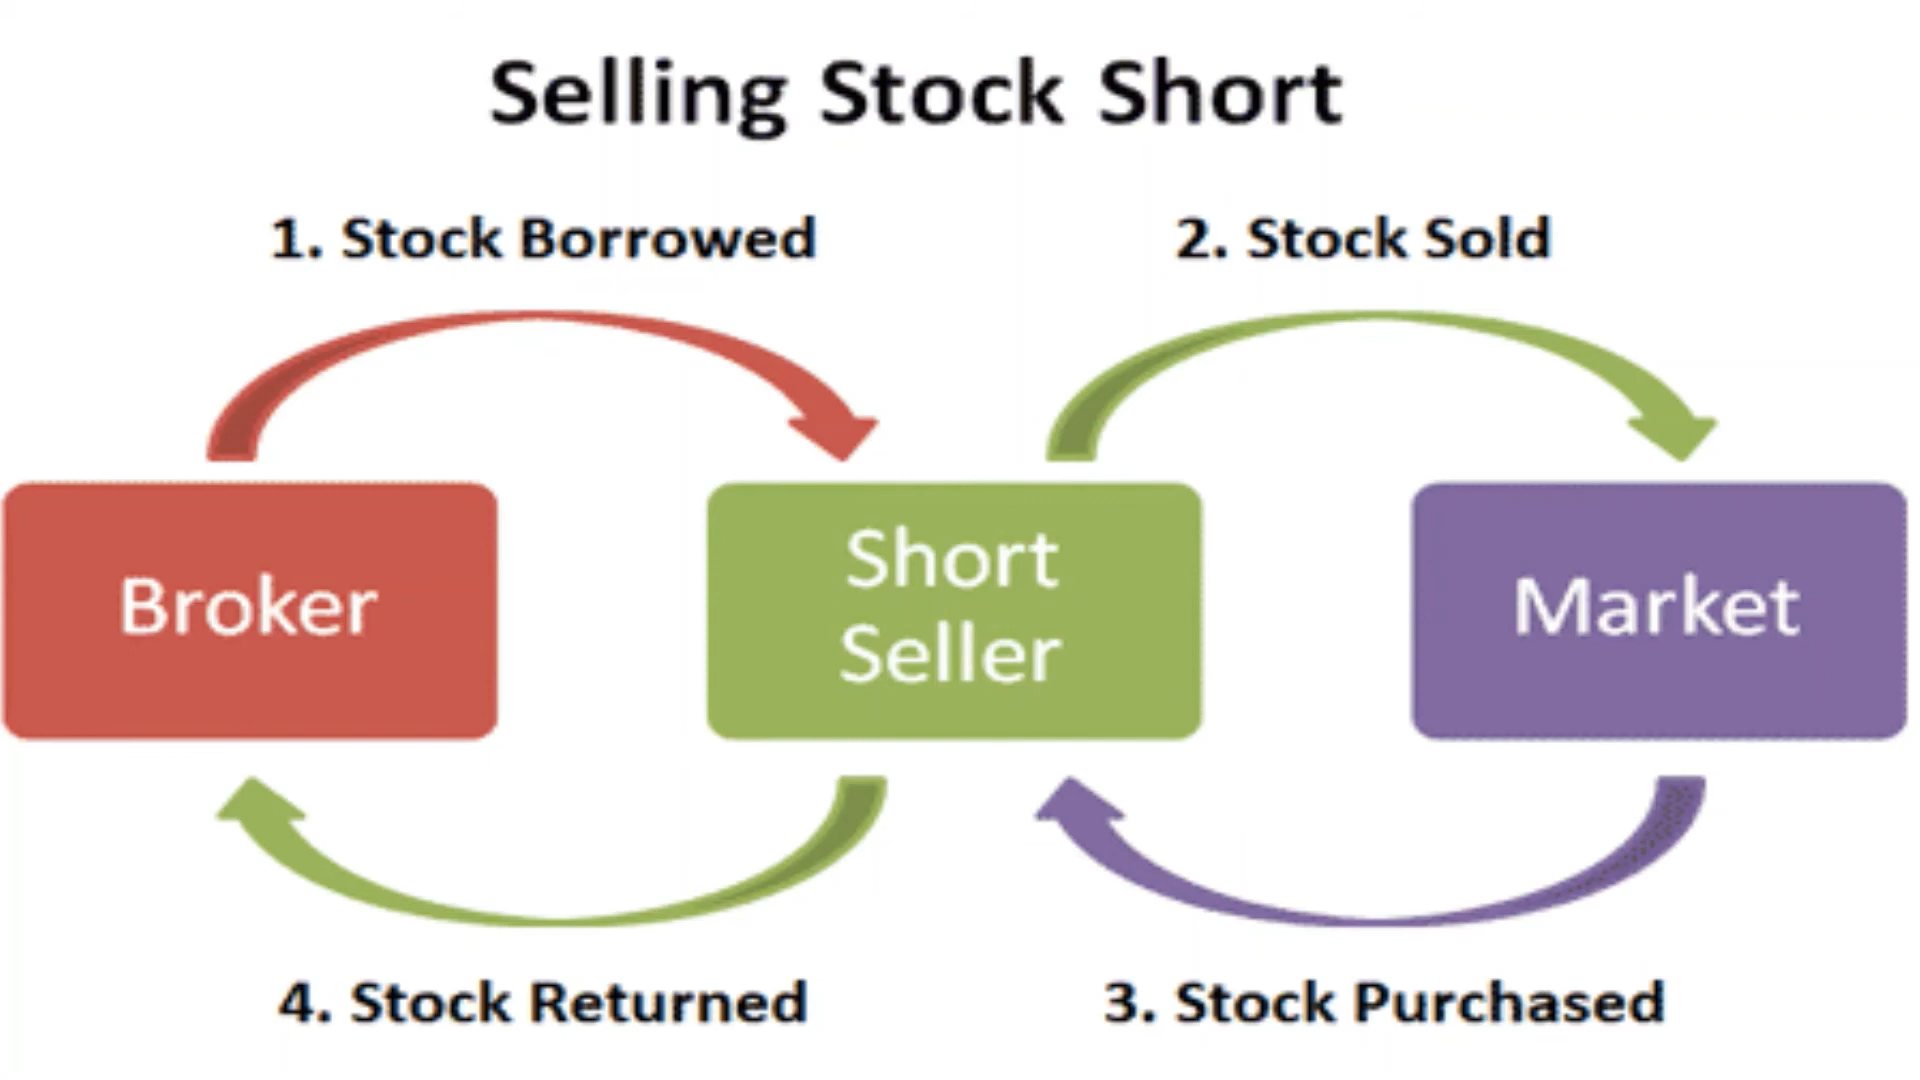 Selling Stock Short
1. Stock Borrowed
2. Stock Sold
Broker
Short
Seller
Market
4. Stock Returned
3. Stock Purchased